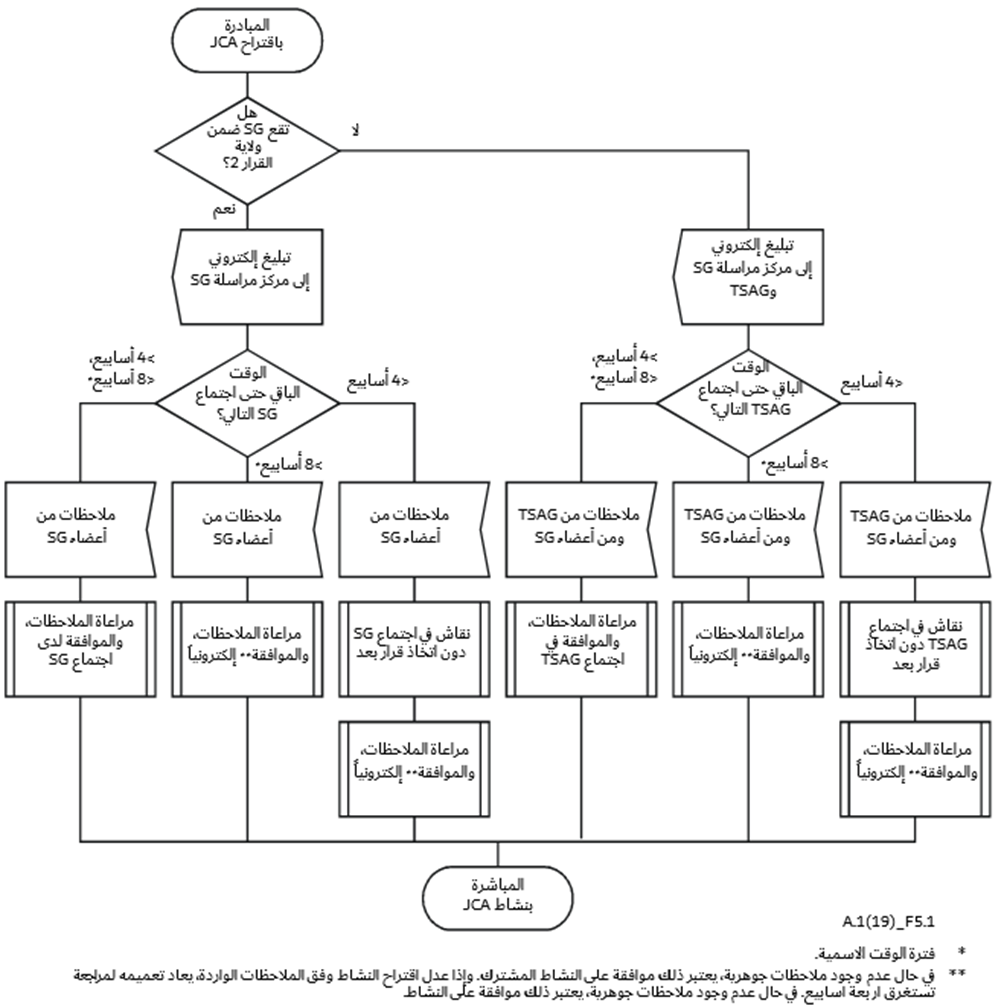 المبادرة
باقتراح JCA
هل
تقع SG ضمن
ولاية
القرار 2؟
لا
نعم
تبليغ إلكتروني
إلى مركز مراسلة SG
تبليغ إلكتروني
إلى مركز مراسلة SG
وTSAG
>4 أسابيع،
<8 أسابيع*
الوقت
الباقي حتى اجتماع
SG التالي؟
<4 أسابيع
>8 أسابيع*
>4 أسابيع،
<8 أسابيع*
الوقت
الباقي حتى اجتماع
TSAG التالي؟
<4 أسابيع
>8 أسابيع*
ملاحظات من
أعضاء SG
ملاحظات من
أعضاء SG
ملاحظات من
أعضاء SG
ملاحظات من TSAG
ومن أعضاء SG
ملاحظات من TSAG
ومن أعضاء SG
ملاحظات من TSAG
ومن أعضاء SG
مراعاة الملاحظات،
والموافقة لدى
اجتماع SG
مراعاة الملاحظات،
والموافقة** إلكترونياً
نقاش في اجتماع SG
دون اتخاذ قرار بعد
مراعاة الملاحظات،
والموافقة في
اجتماع TSAG
مراعاة الملاحظات،
والموافقة** إلكترونياً
نقاش في اجتماع
TSAG دون اتخاذ
قرار بعد
مراعاة الملاحظات،
والموافقة** إلكترونياً
مراعاة الملاحظات،
والموافقة** إلكترونياً
المباشرة
بنشاط JCA
A.1(19)_F5.1
* فترة الوقت الاسمية.
** في حال عدم وجود ملاحظات جوهرية، يعتبر ذلك موافقة على النشاط المشترك. وإذا عدل اقتراح النشاط وفق الملاحظات الواردة، يعاد تعميمه لمراجعة
تستغرق اربعة اسابيع. في حال عدم وجود ملاحظات جوهرية، يعتبر ذلك موافقة على النشاط.